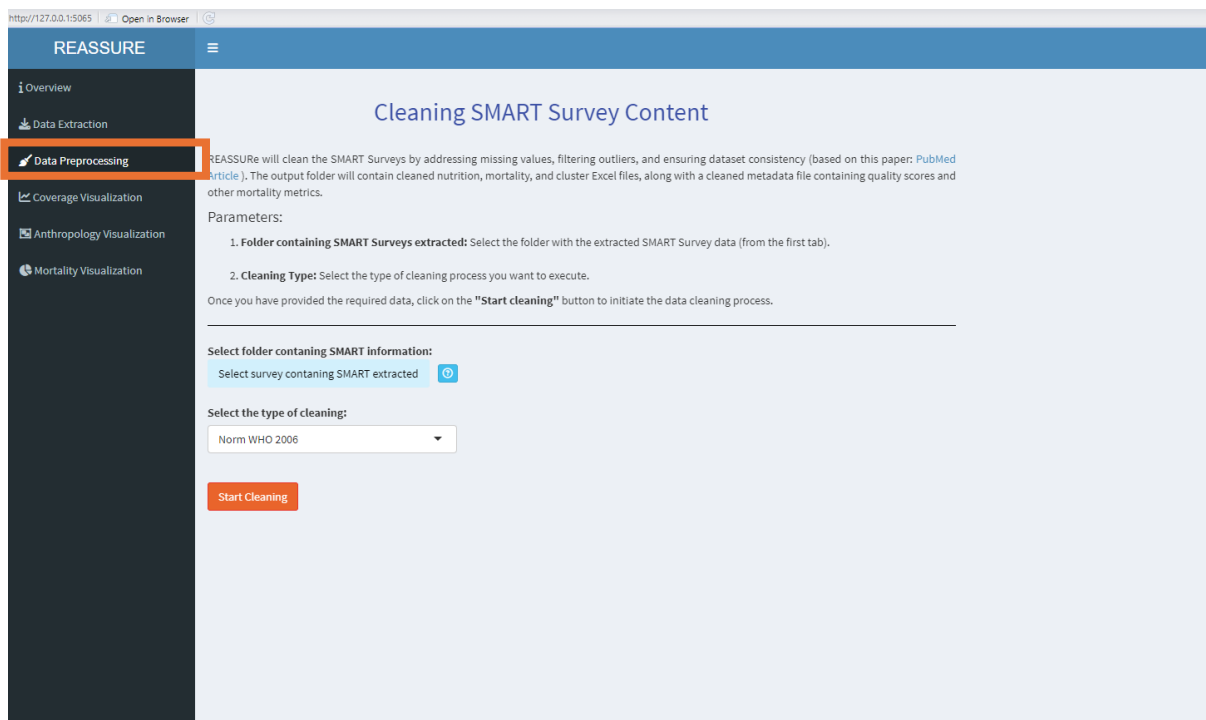 http://127.0.0.1:5065 Open in Browser
REASSURE
Overview
Data Extraction
Data Preprocessing
Coverage Visualization
Anthropology Visualization
Mortality Visualization
Cleaning SMART Survey Content
REASSURe will clean the SMART Surveys by addressing missing values, filtering outliers, and ensuring dataset consistency (based on this paper: PubMed
Article ). The output folder will contain cleaned nutrition, mortality, and cluster Excel files, along with a cleaned metadata file containing quality scores and
other mortality metrics.
Parameters:
1. Folder containing SMART Surveys extracted: Select the folder with the extracted SMART Survey data (from the first tab).
2. Cleaning Type: Select the type of cleaning process you want to execute.
Once you have provided the required data, click on the "Start cleaning" button to initiate the data cleaning process.
Select folder contaning SMART information:
Select survey contaning SMART extracted
Select the type of cleaning:
Norm WHO 2006
Start Cleaning